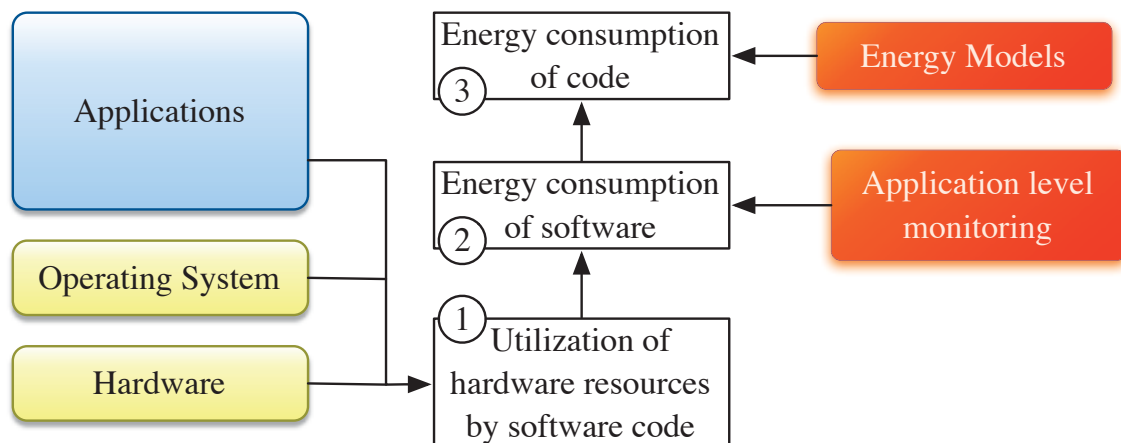 Applications
Operating System
Hardware
Energy consumption
of code
3
Energy consumption
of software
2
1
Utilization of
hardware resources
by software code
Energy Models
Application level
monitoring